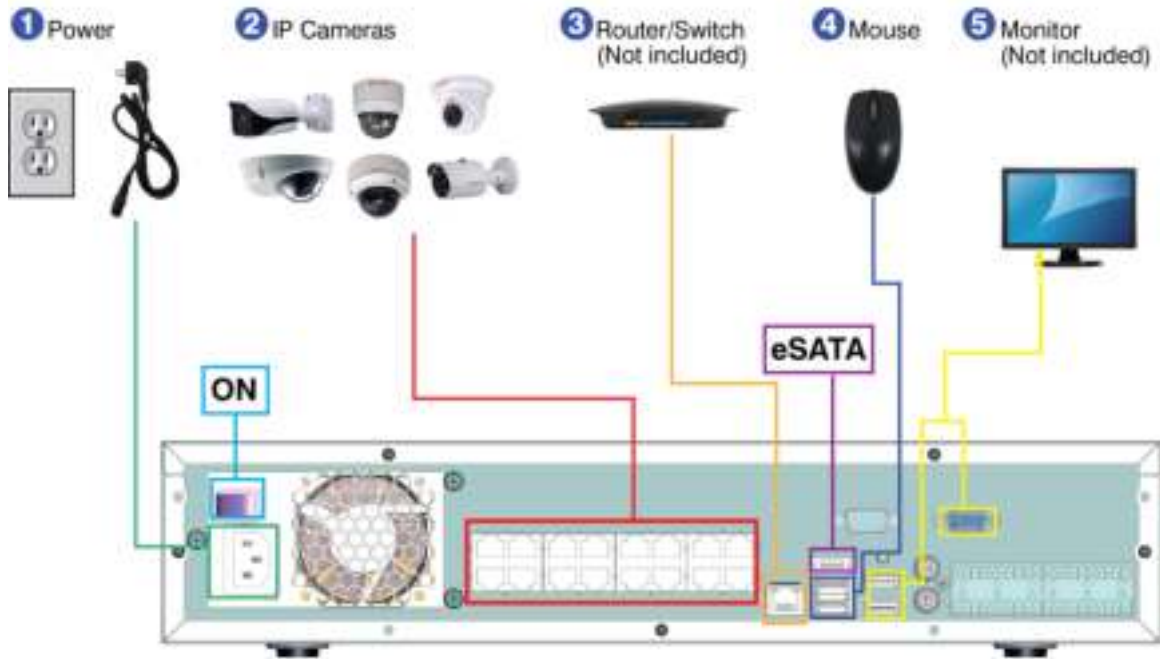 1 Power
2 IP Cameras
3 Router/Switch
(Not included)
4 Mouse
5 Monitor
(Not included)
eSATA
ON